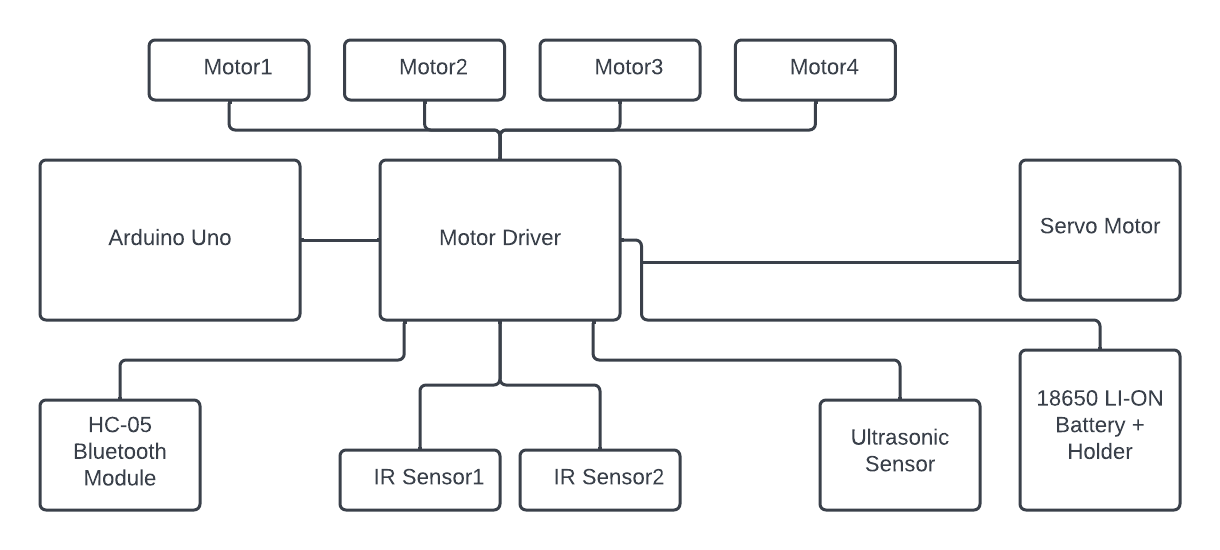 Motor1
Motor2
Motor3
Motor4
Arduino Uno
Motor Driver
Servo Motor
HC-05
Bluetooth
Module
IR Sensor1
IR Sensor2
Ultrasonic
Sensor
18650 LI-ON
Battery +
Holder